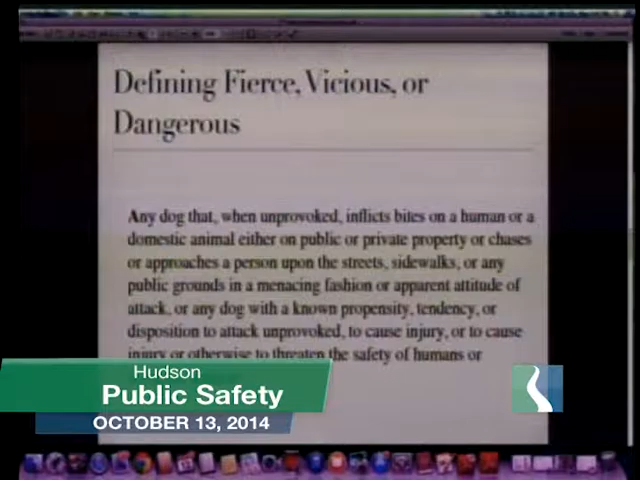 Defining Fierce, Vicious, or
Dangerous
Any dog that, when unprovoked, inflicts bites on a human or a
domestic animal either on public or private property or chases
or approaches a person upon the streets, sidewalks, or any
public grounds in a menacing fashion or apparent attitude of
attack, or any dog with a known propensity, tendency, or
disposition to attack unprovoked, to cause injury, or to cause
injury or otherwise to threaten the safety of humans or
Hudson
Public Safety
OCTOBER 13, 2014